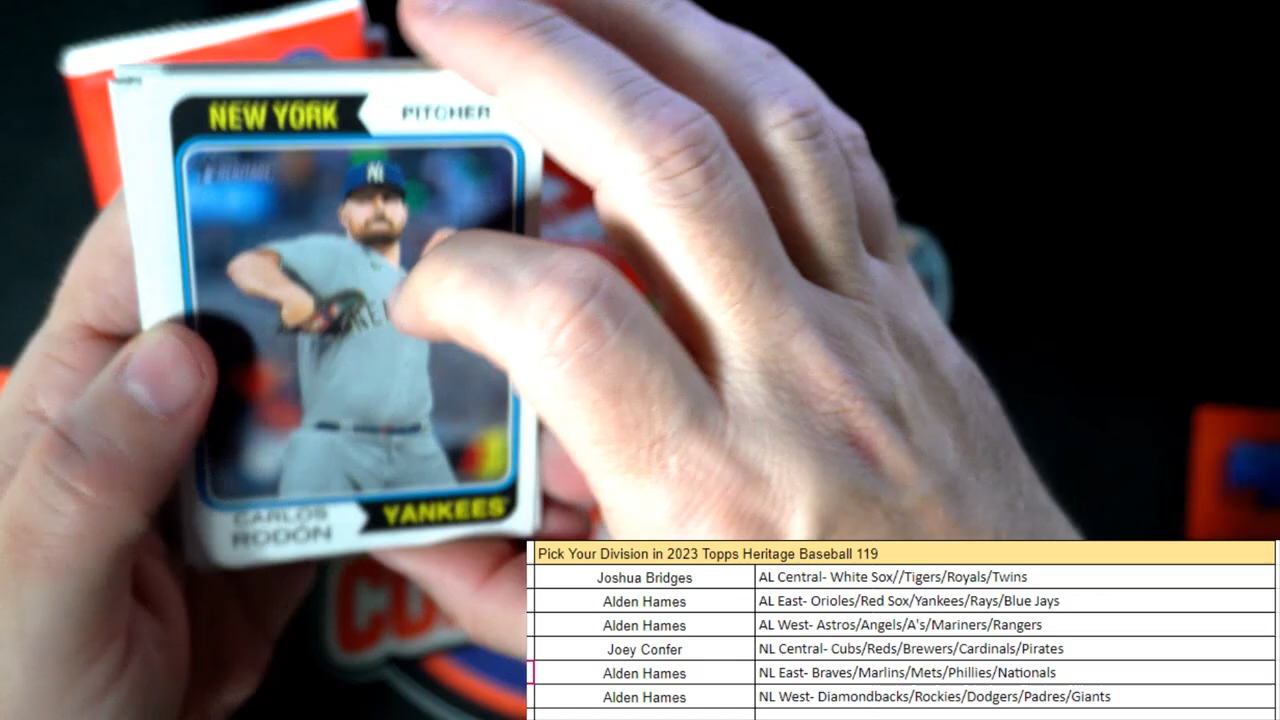 NEW YORK
PITCHER
NY
CARLOS
RODÓN
YANKEES
Pick Your Division in 2023 Topps Heritage Baseball 119
Joshua Bridges AL Central- White Sox//Tigers/Royals/Twins
Alden Hames AL East- Orioles/Red Sox/Yankees/Rays/Blue Jays
Alden Hames AL West- Astros/Angels/A's/Mariners/Rangers
Joey Confer NL Central- Cubs/Reds/Brewers/Cardinals/Pirates
Alden Hames NL East- Braves/Marlins/Mets/Phillies/Nationals
Alden Hames NL West- Diamondbacks/Rockies/Dodgers/Padres/Giants